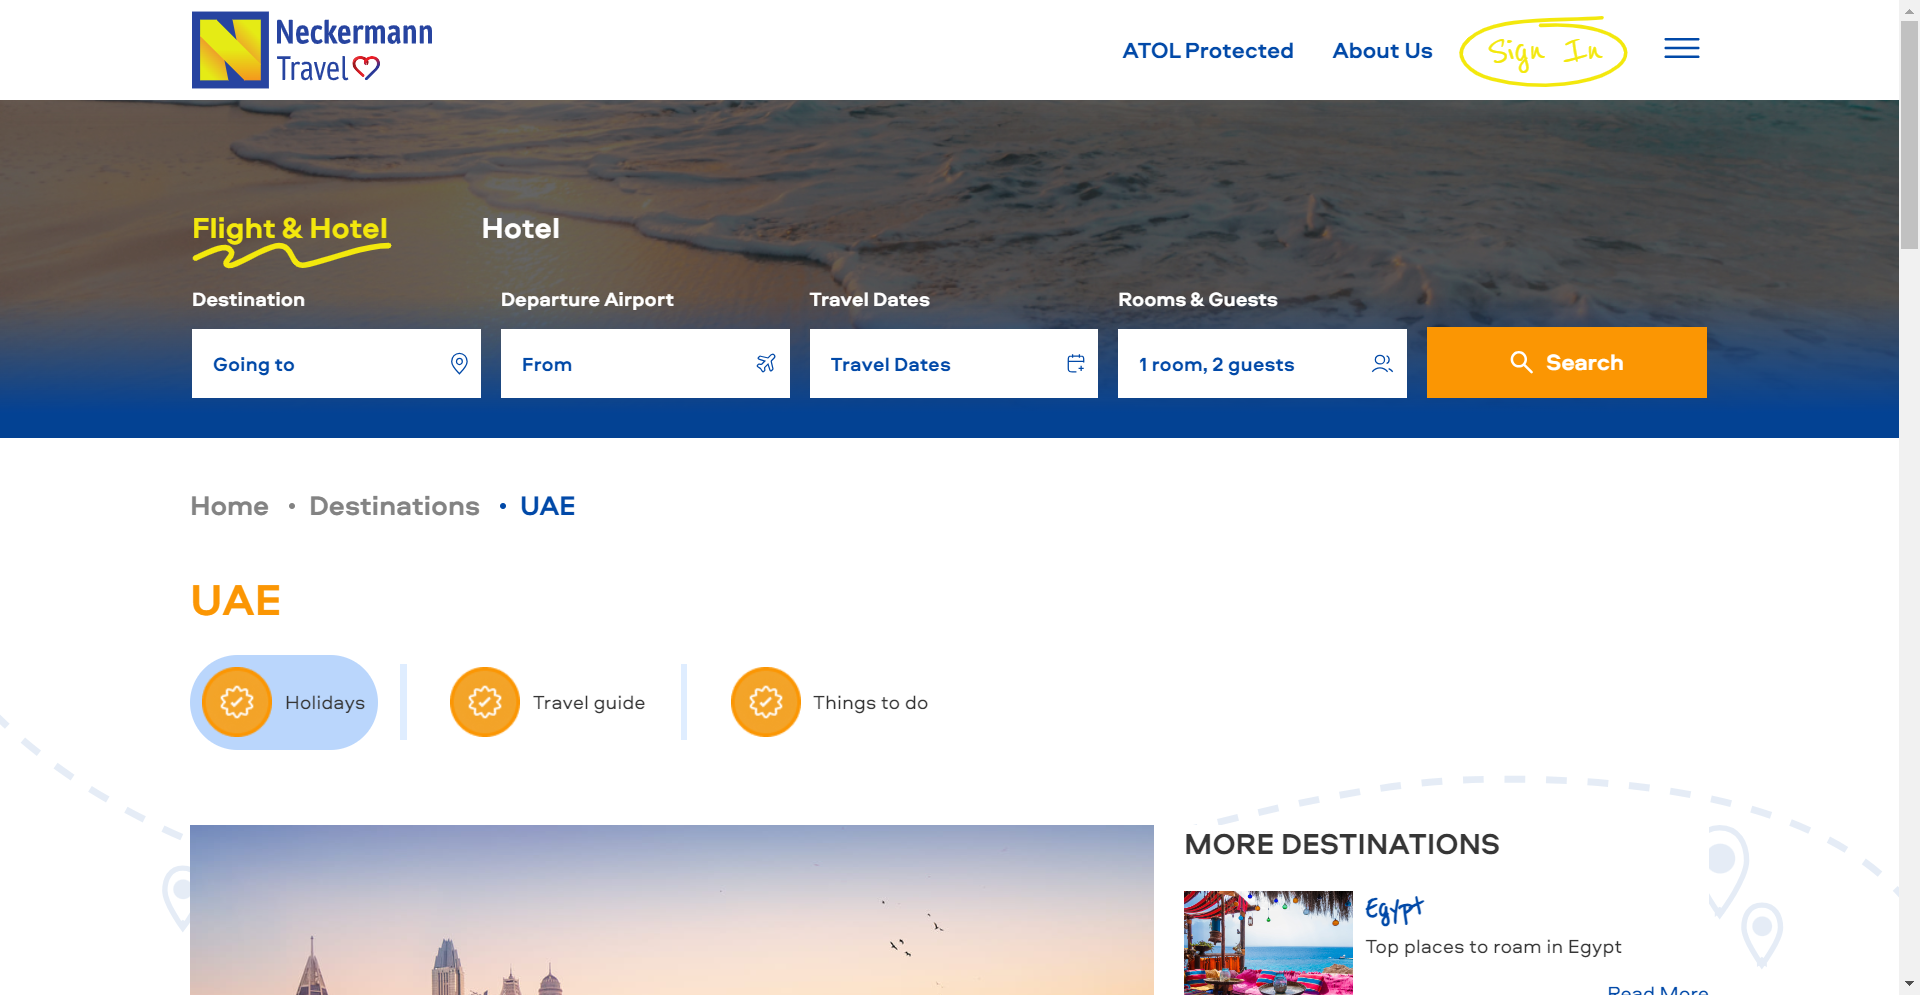 Neckermann
Travel
ATOL Protected
About Us
Sign In
Flight & Hotel
Hotel
Destination
Departure Airport
Travel Dates
Rooms & Guests
Going to
From
Travel Dates
1 room, 2 guests
Search
Home • Destinations • UAE
UAE
Holidays
Travel guide
Things to do
MORE DESTINATIONS
Egypt
Top places to roam in Egypt
Read More